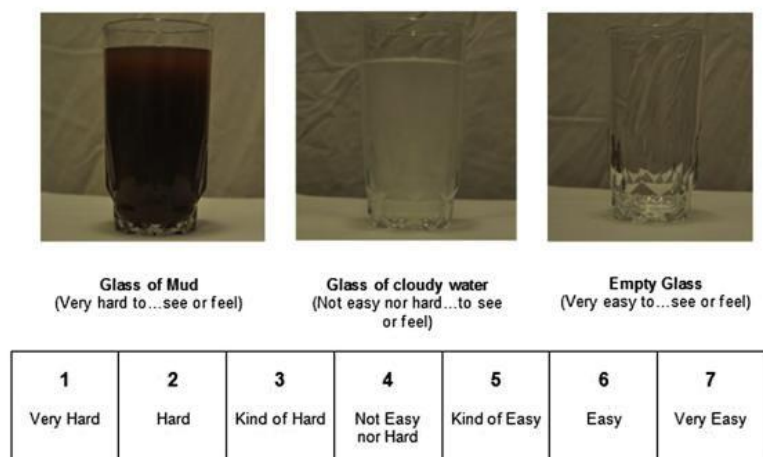 Glass of Mud
(Very hard to...see or feel)
Glass of cloudy water
(Not easy nor hard...to see
or feel)
Empty Glass
(Very easy to...see or feel)
1
Very Hard
2
Hard
3
Kind of Hard
4
Not Easy
nor Hard
5
Kind of Easy
6
Easy
7
Very Easy